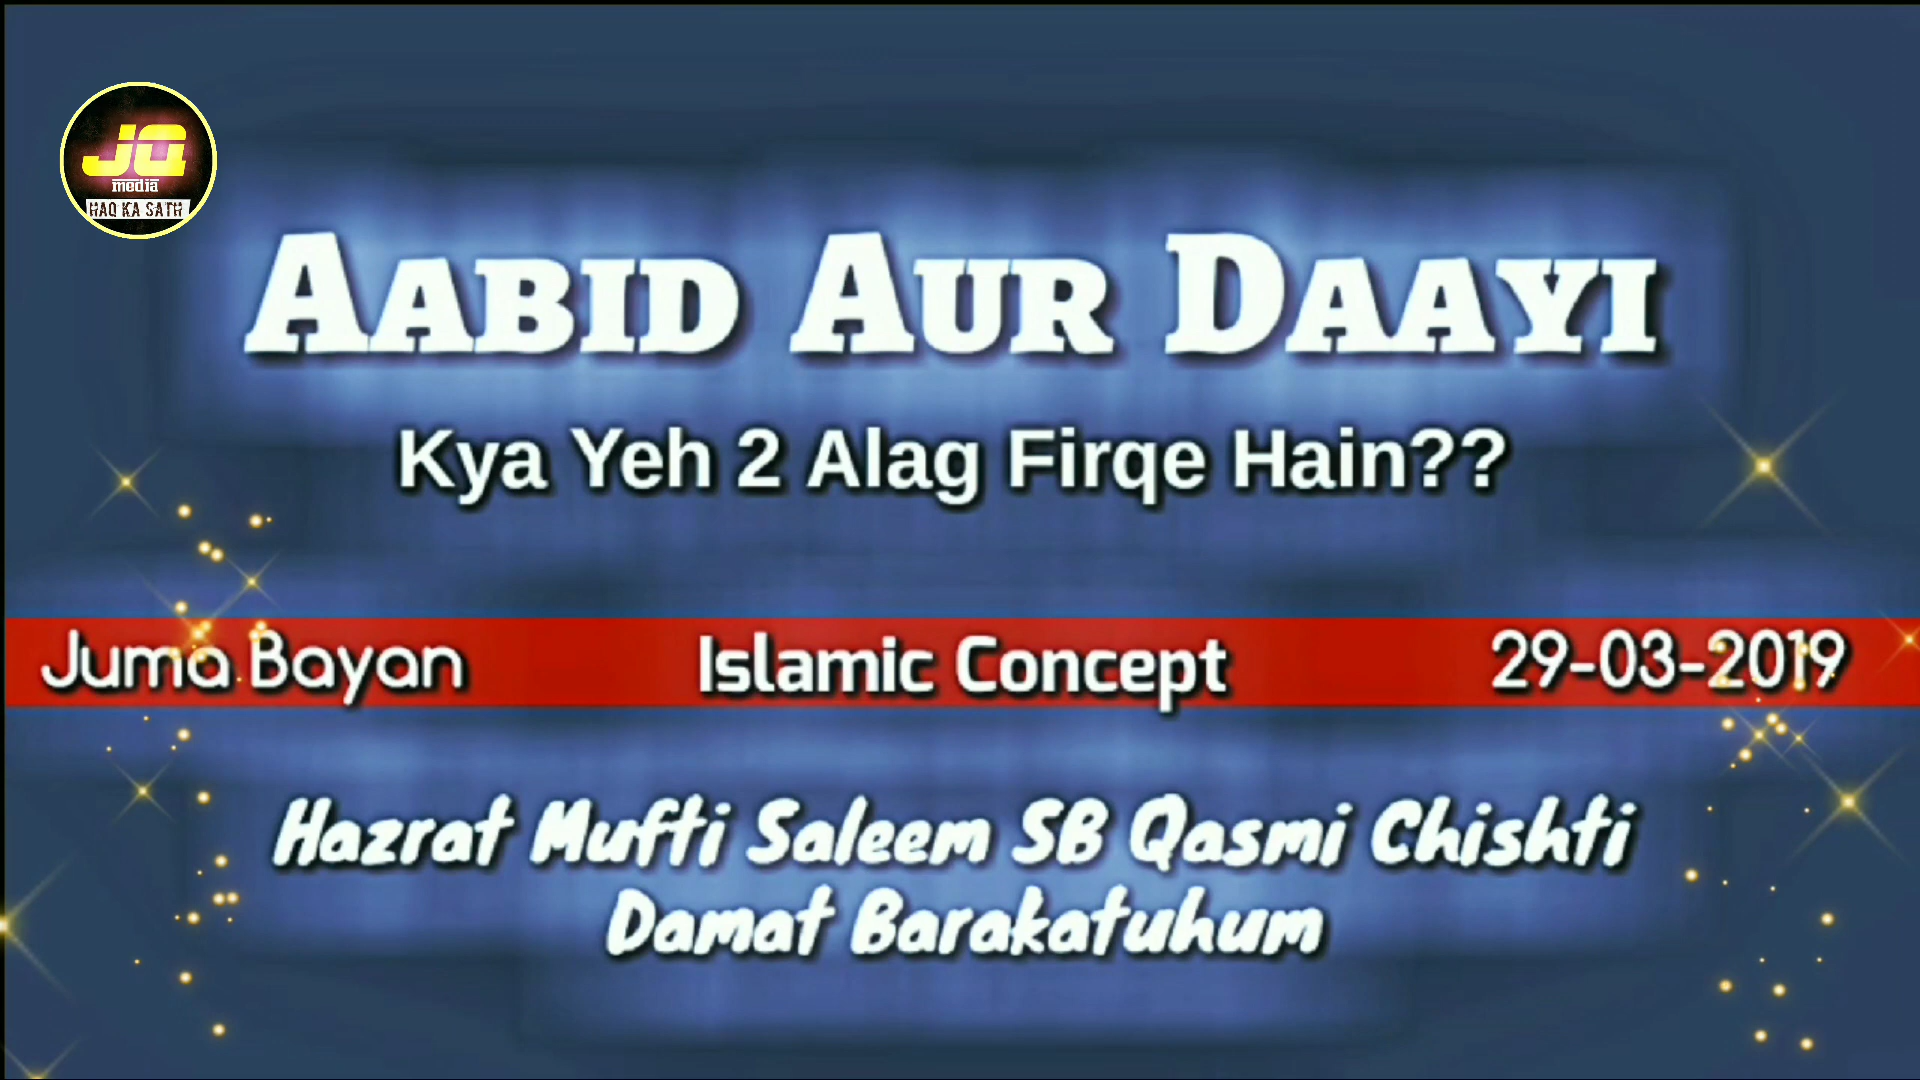 JQ
media
HAQ KA SATH
Aabid Aur Daayi
Kya Yeh 2 Alag Firqe Hain??
Juma Bayan Islamic Concept 29-03-2019
Hazrat Mufti Saleem SB Qasmi Chishti
Damat Barakatuhum